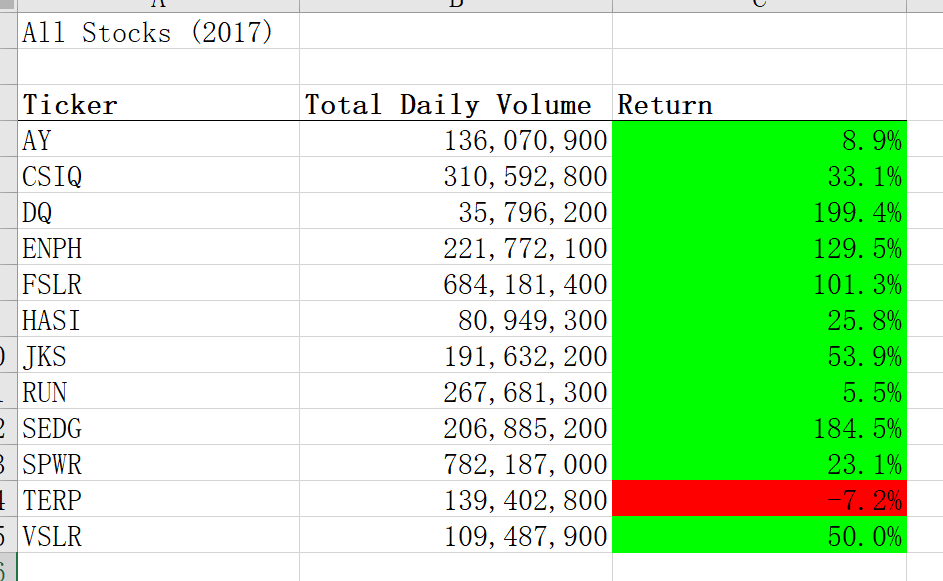 All Stocks (2017)
Ticker Total Daily Volume Return
AY 136,070,900 8.9%
CSIQ 310,592,800 33.1%
DQ 35,796,200 199.4%
ENPH 221,772,100 129.5%
FSLR 684,181,400 101.3%
HASI 80,949,300 25.8%
JKS 191,632,200 53.9%
RUN 267,681,300 5.5%
SEDG 206,885,200 184.5%
SPWR 782,187,000 23.1%
TERP 139,402,800 -7.2%
VSLR 109,487,900 50.0%